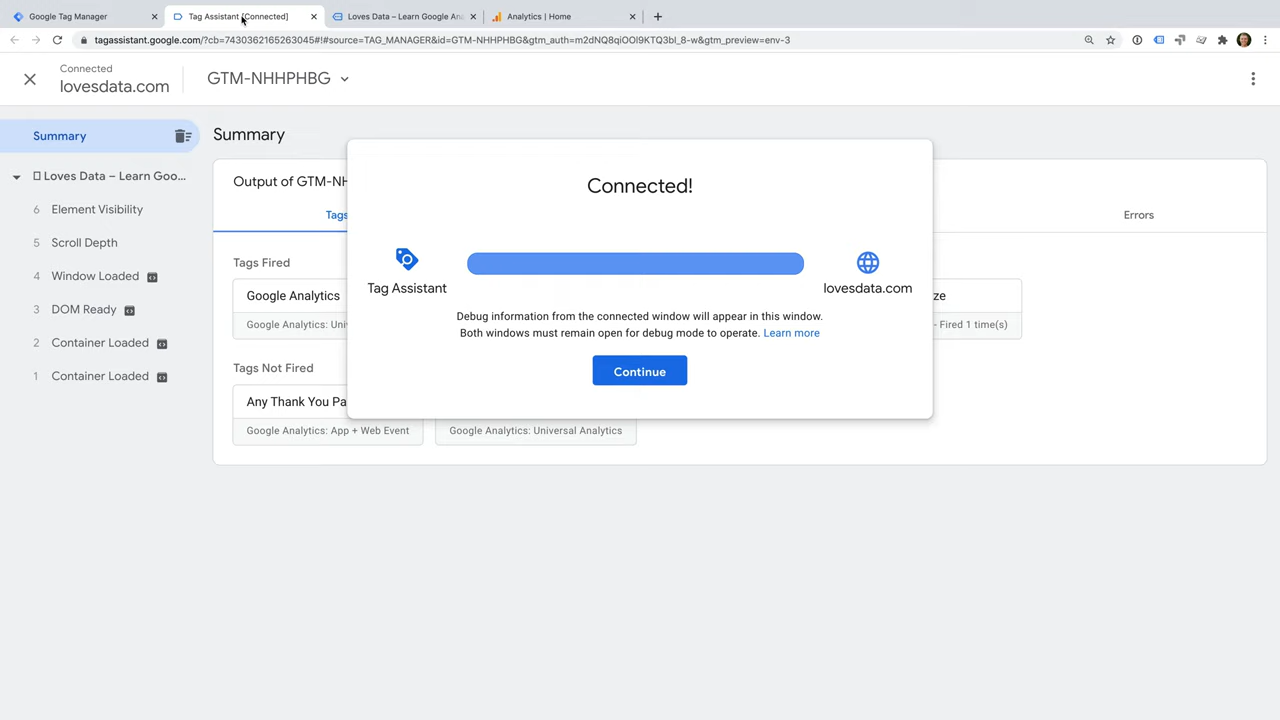 Google Tag Manager
Tag Assistant [Connected]
Loves Data – Learn Google Ana
Analytics | Home
tagassistant.google.com/?cb=7430362165263045#!#source=TAG_MANAGER&id=GTM-NHHPHBG&gtm_auth=m2dNQ8qiOOl9KTQ3bl_8-w&gtm_preview=env-3
Connected
lovesdata.com
GTM-NHHPHBG
Summary
Loves Data – Learn Goo...
6 Element Visibility
5 Scroll Depth
4 Window Loaded
3 DOM Ready
2 Container Loaded
1 Container Loaded
Summary
Output of GTM-NH
Tags
Errors
Tags Fired
Google Analytics
Google Analytics: Uni
ze
- Fired 1 time(s)
Tags Not Fired
Any Thank You Pa
Google Analytics: App + Web Event
Google Analytics: Universal Analytics
Connected!
Tag Assistant
lovesdata.com
Debug information from the connected window will appear in this window.
Both windows must remain open for debug mode to operate. Learn more
Continue